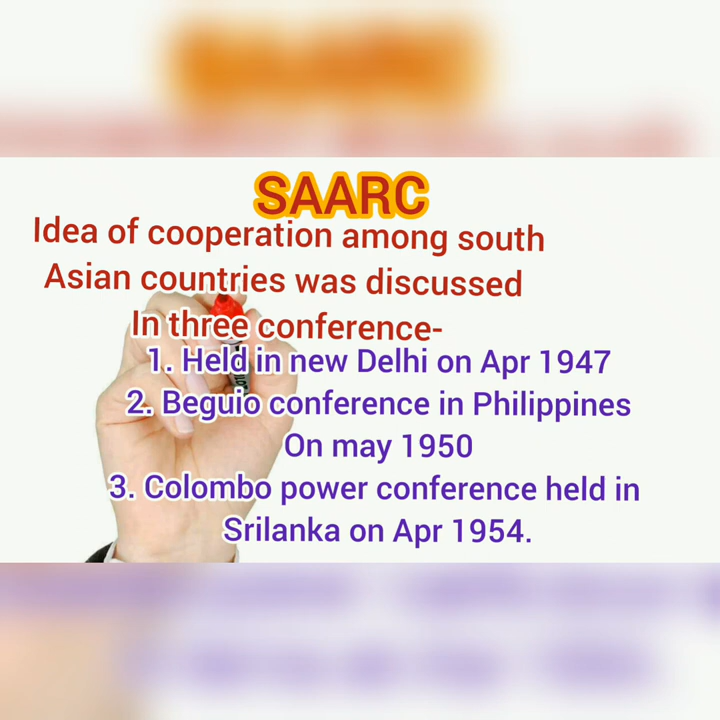 SAARC
Idea of cooperation among south
Asian countries was discussed
In three conference-
1. Held in new Delhi on Apr 1947
2. Beguio conference in Philippines
On may 1950
3. Colombo power conference held in
Srilanka on Apr 1954.